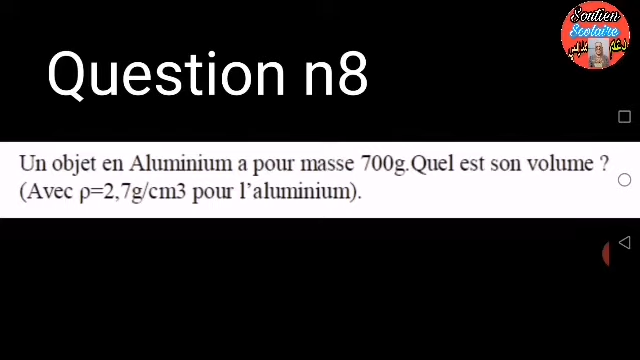 Soutien
Scolaire
Question n8
Un objet en Aluminium a pour masse 700g.Quel est son volume ?
(Avec ρ=2,7g/cm3 pour l'aluminium).